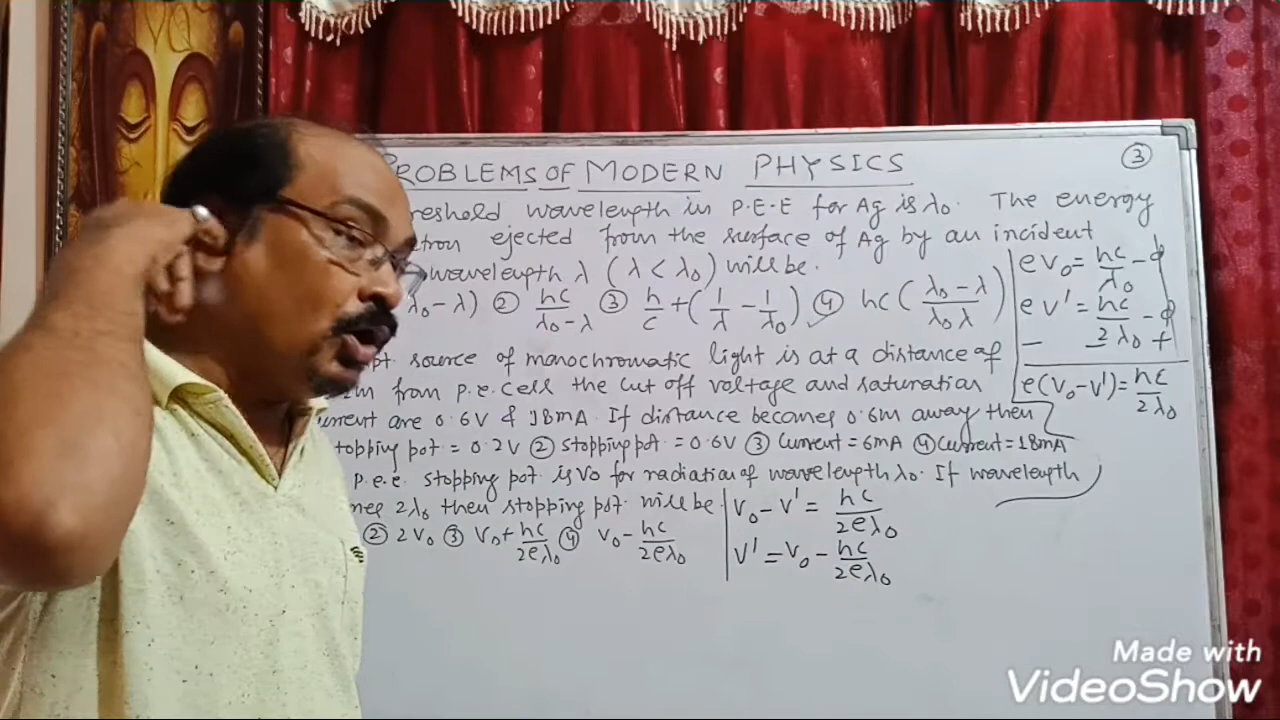 PROBLEMS OF MODERN PHYSICS ③
reshold wavelength in P.E.E for Ag is λ₀. The energy
tron ejected from the surface of Ag by an incident
wavelength λ (λ < λ₀) will be.
λ₀ - λ) ② hc/(λ₀ - λ) ③ h/c + (1/λ - 1/λ₀) ④ hc((λ₀ - λ)/(λ₀λ))
eV₀ = hc/λ₀ - ϕ
eV' = hc/2λ₀ - ϕ
- - +
e(V₀ - V') = hc/2λ₀
pt source of monochromatic light is at a distance of
m from p.e. cell the cut off voltage and saturation
urrent are 0.6V & 18mA. If distance becomes 0.6m away then
topping pot = 0.2V ② stopping pot = 0.6V ③ Current = 6mA ④ Current = 18mA
p.e.e. stopping pot is V₀ for radiation of wavelength λ₀. If wavelength
mes 2λ₀ then stopping pot. will be
② 2V₀ ③ V₀ + hc/2eλ₀ ④ V₀ - hc/2eλ₀
V₀ - V' = hc/2eλ₀
V' = V₀ - hc/2eλ₀
Made with
VideoShow